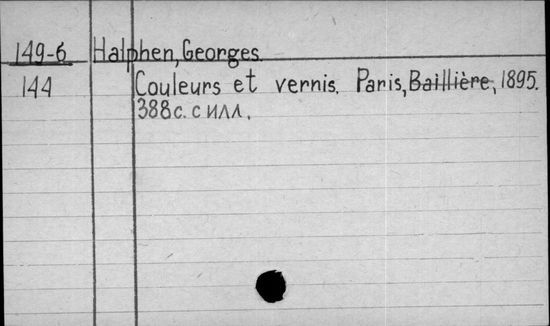 149-6 Halphen, Georges.
144 Couleurs et vernis. Paris, Baillière, 1895.
388с. с илл.